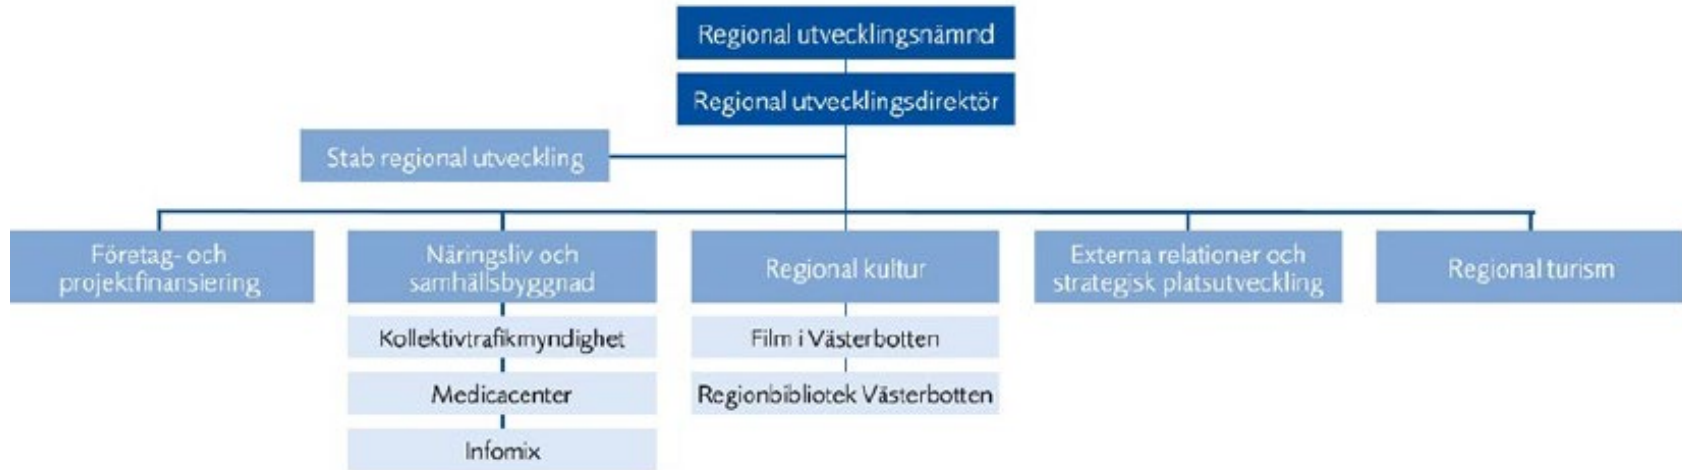 Regional utvecklingsnämnd
Regional utvecklingsdirektör
Stab regional utveckling
Företag- och
projektfinansiering
Näringsliv och
samhällsbyggnad
Kollektivtrafikmyndighet
Medicacenter
Infomix
Regional kultur
Film i Västerbotten
Regionbibliotek Västerbotten
Externa relationer och
strategisk platsutveckling
Regional turism